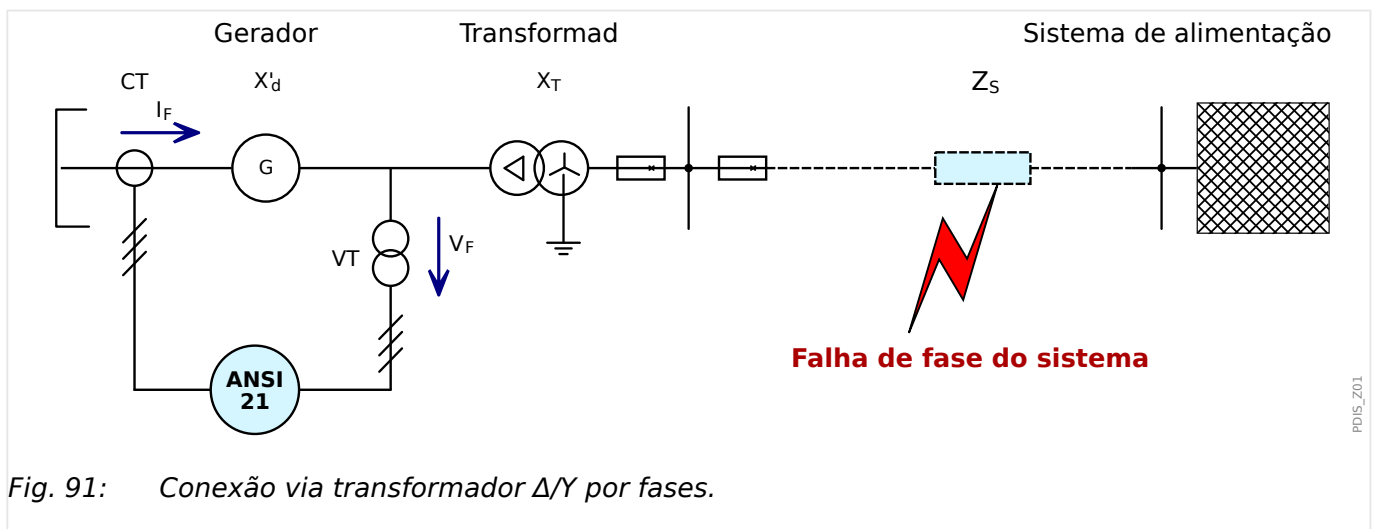 Gerador Transformad Sistema de alimentação
CT X'd XT ZS
IF
G
VT VF
ANSI
21
Falha de fase do sistema
PDIS_Z01
Fig. 91: Conexão via transformador Δ/Y por fases.